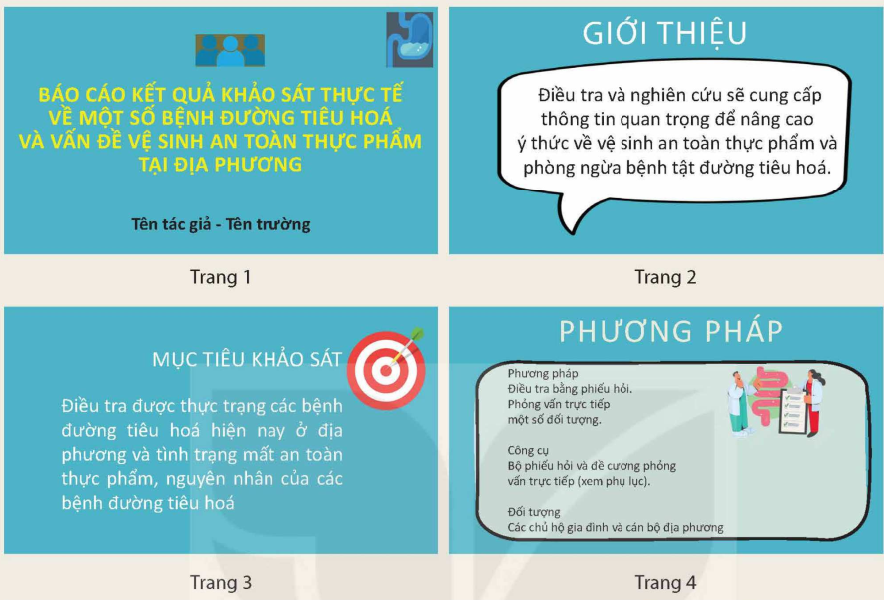 BÁO CÁO KẾT QUẢ KHẢO SÁT THỰC TẾ
VỀ MỘT SỐ BỆNH ĐƯỜNG TIÊU HOÁ
VÀ VẤN ĐỀ VỆ SINH AN TOÀN THỰC PHẨM
TẠI ĐỊA PHƯƠNG
Tên tác giả - Tên trường
Trang 1
GIỚI THIỆU
Điều tra và nghiên cứu sẽ cung cấp
thông tin quan trọng để nâng cao
ý thức về vệ sinh an toàn thực phẩm và
phòng ngừa bệnh tật đường tiêu hoá.
Trang 2
MỤC TIÊU KHẢO SÁT
Điều tra được thực trạng các bệnh
đường tiêu hoá hiện nay ở địa
phương và tình trạng mất an toàn
thực phẩm, nguyên nhân của các
bệnh đường tiêu hoá
Trang 3
PHƯƠNG PHÁP
Phương pháp
Điều tra bằng phiếu hỏi.
Phỏng vấn trực tiếp
một số đối tượng.
Công cụ
Bộ phiếu hỏi và đề cương phỏng
vấn trực tiếp (xem phụ lục).
Đối tượng
Các chủ hộ gia đình và cán bộ địa phương
Trang 4